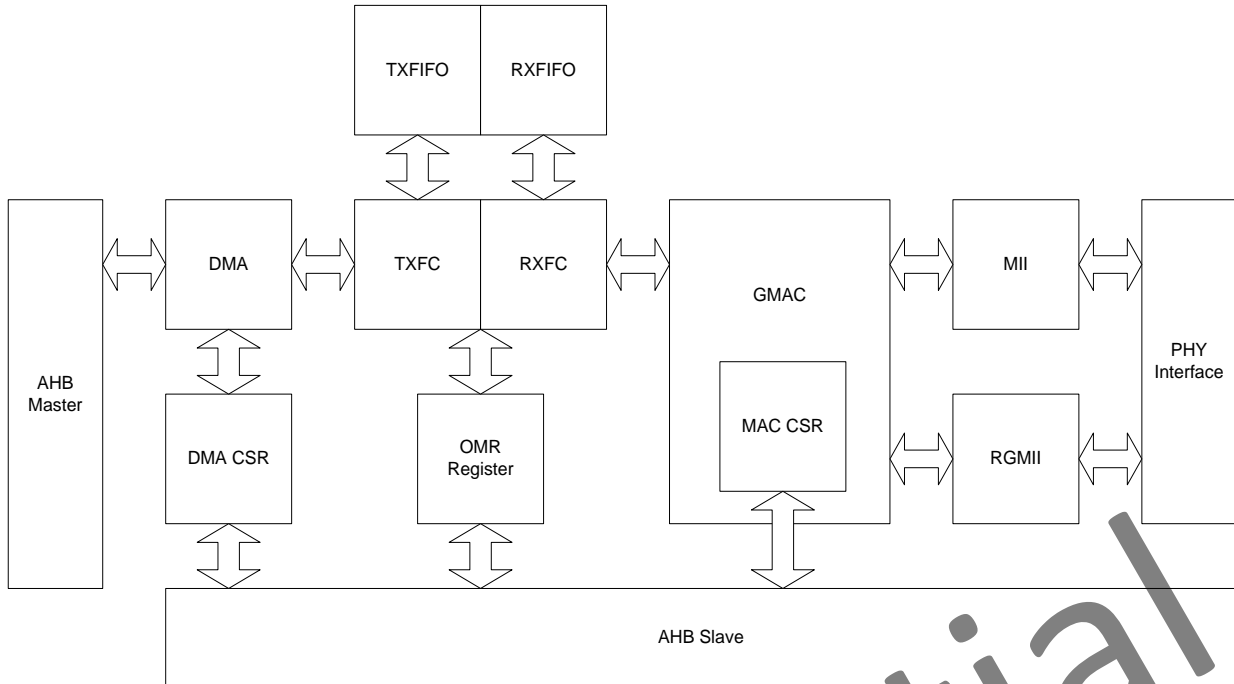 TXFIFO
RXFIFO
DMA
TXFC
RXFC
GMAC
MII
AHB
Master
PHY
Interface
DMA CSR
OMR
Register
MAC CSR
RGMII
AHB Slave
tial